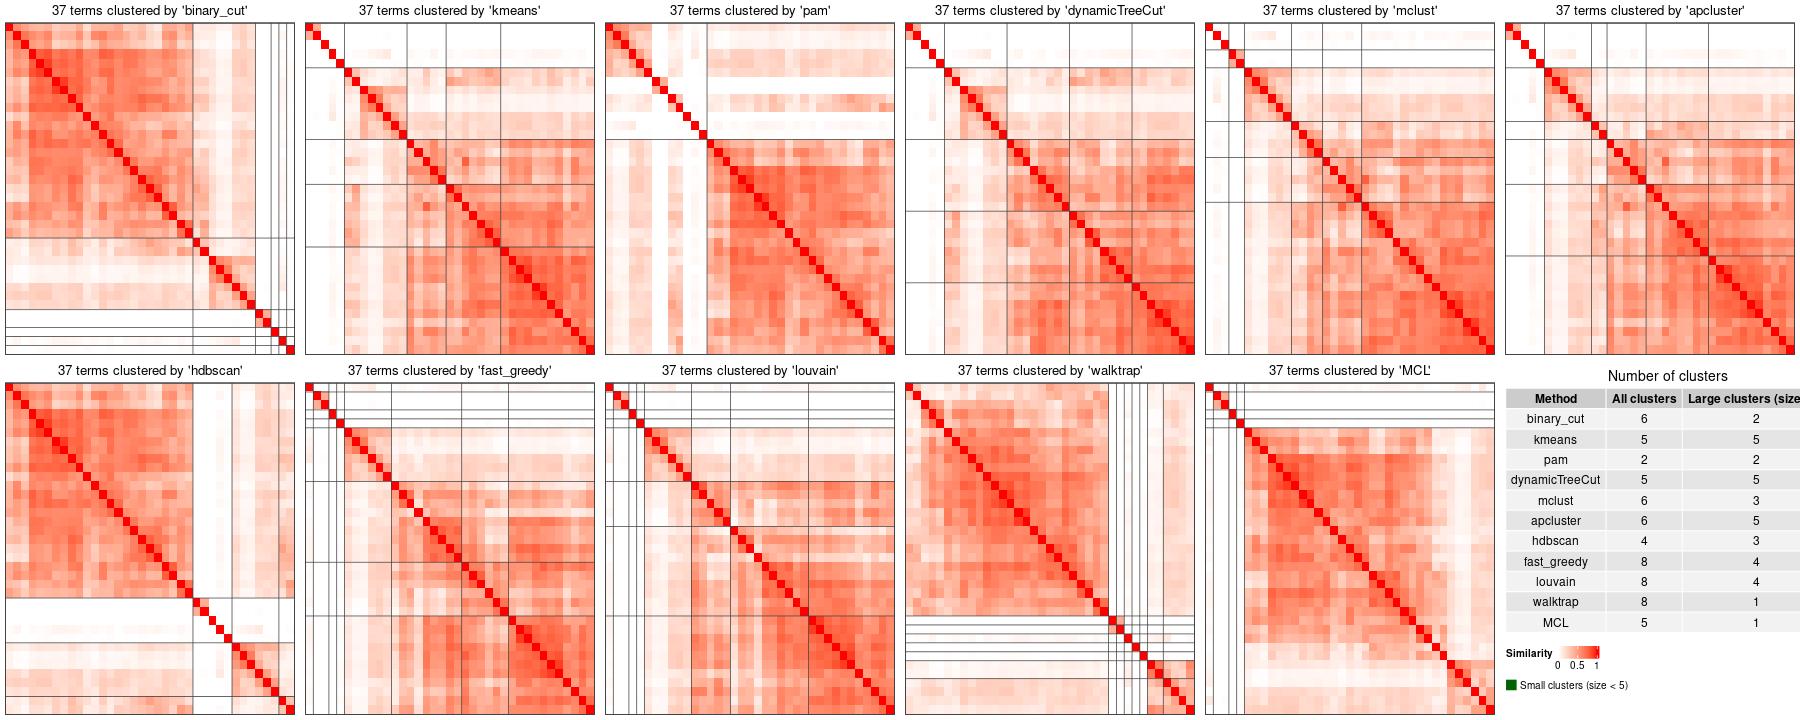 37 terms clustered by 'binary_cut'
37 terms clustered by 'kmeans'
37 terms clustered by 'pam'
37 terms clustered by 'dynamicTreeCut'
37 terms clustered by 'mclust'
37 terms clustered by 'apcluster'
37 terms clustered by 'hdbscan'
37 terms clustered by 'fast_greedy'
37 terms clustered by 'louvain'
37 terms clustered by 'walktrap'
37 terms clustered by 'MCL'
Number of clusters
Method All clusters Large clusters (size
binary_cut 6 2
kmeans 5 5
pam 2 2
dynamicTreeCut 5 5
mclust 6 3
apcluster 6 5
hdbscan 4 3
fast_greedy 8 4
louvain 8 4
walktrap 8 1
MCL 5 1
Similarity
0 0.5 1
Small clusters (size < 5)